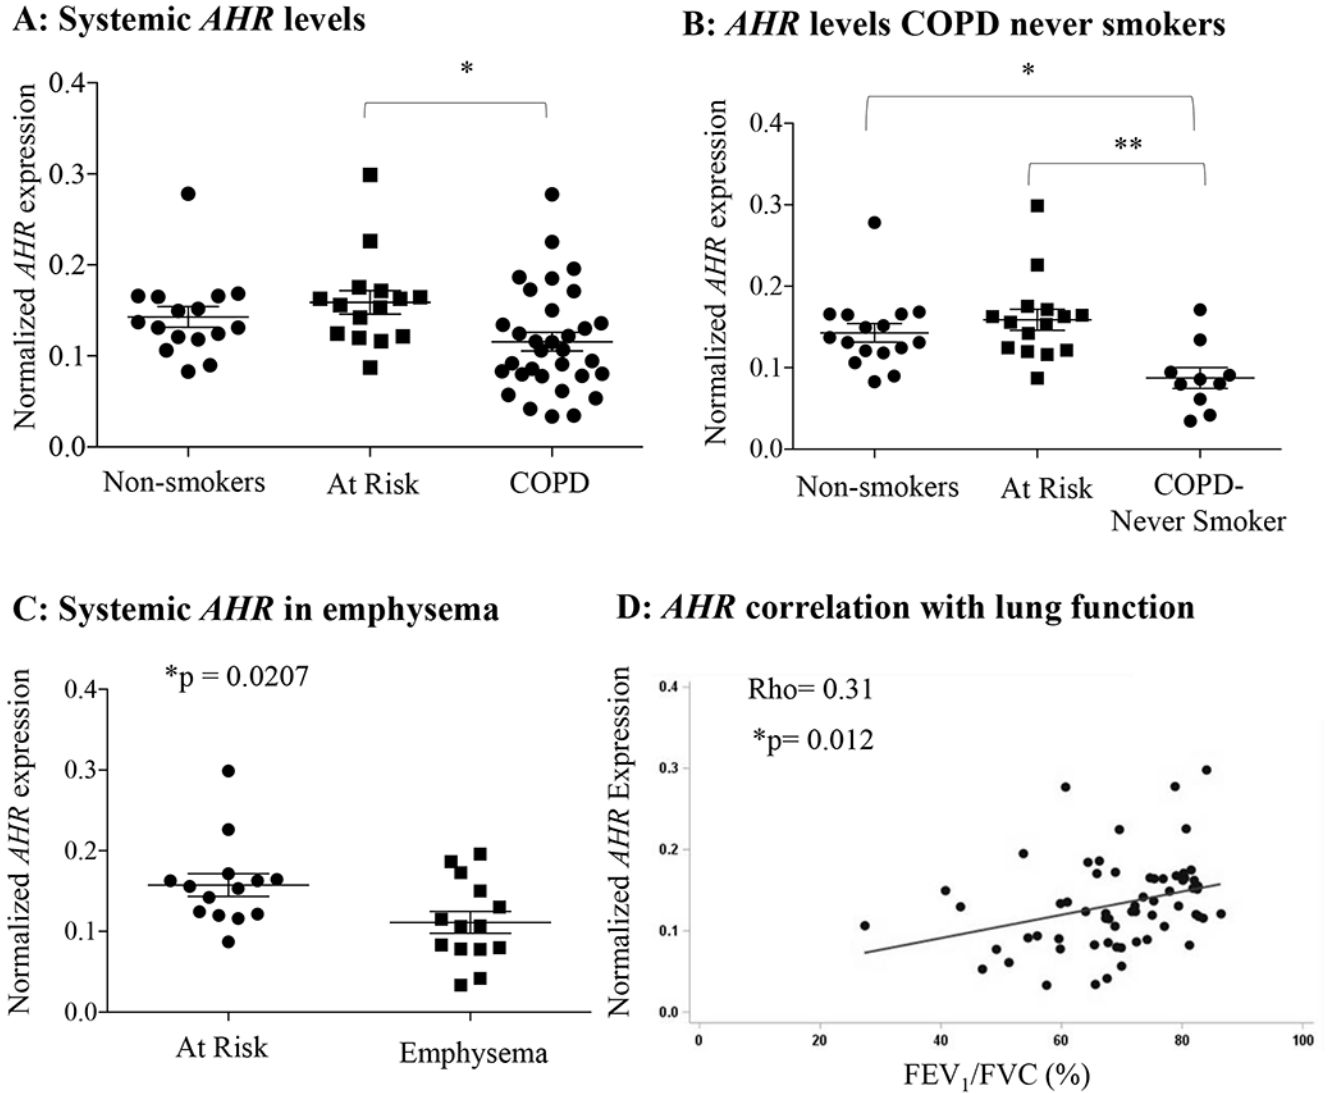 A: Systemic AHR levels
*
Normalized AHR expression
0.4
0.3
0.2
0.1
0.0
Non-smokers
At Risk
COPD
B: AHR levels COPD never smokers
*
**
Normalized AHR expression
0.4
0.3
0.2
0.1
0.0
Non-smokers
At Risk
COPD-
Never Smoker
C: Systemic AHR in emphysema
*p = 0.0207
Normalized AHR expression
0.4
0.3
0.2
0.1
0.0
At Risk
Emphysema
D: AHR correlation with lung function
Rho= 0.31
*p= 0.012
Normalized AHR Expression
0.4
0.3
0.2
0.1
0.0
0
20
40
60
80
100
FEV₁/FVC (%)